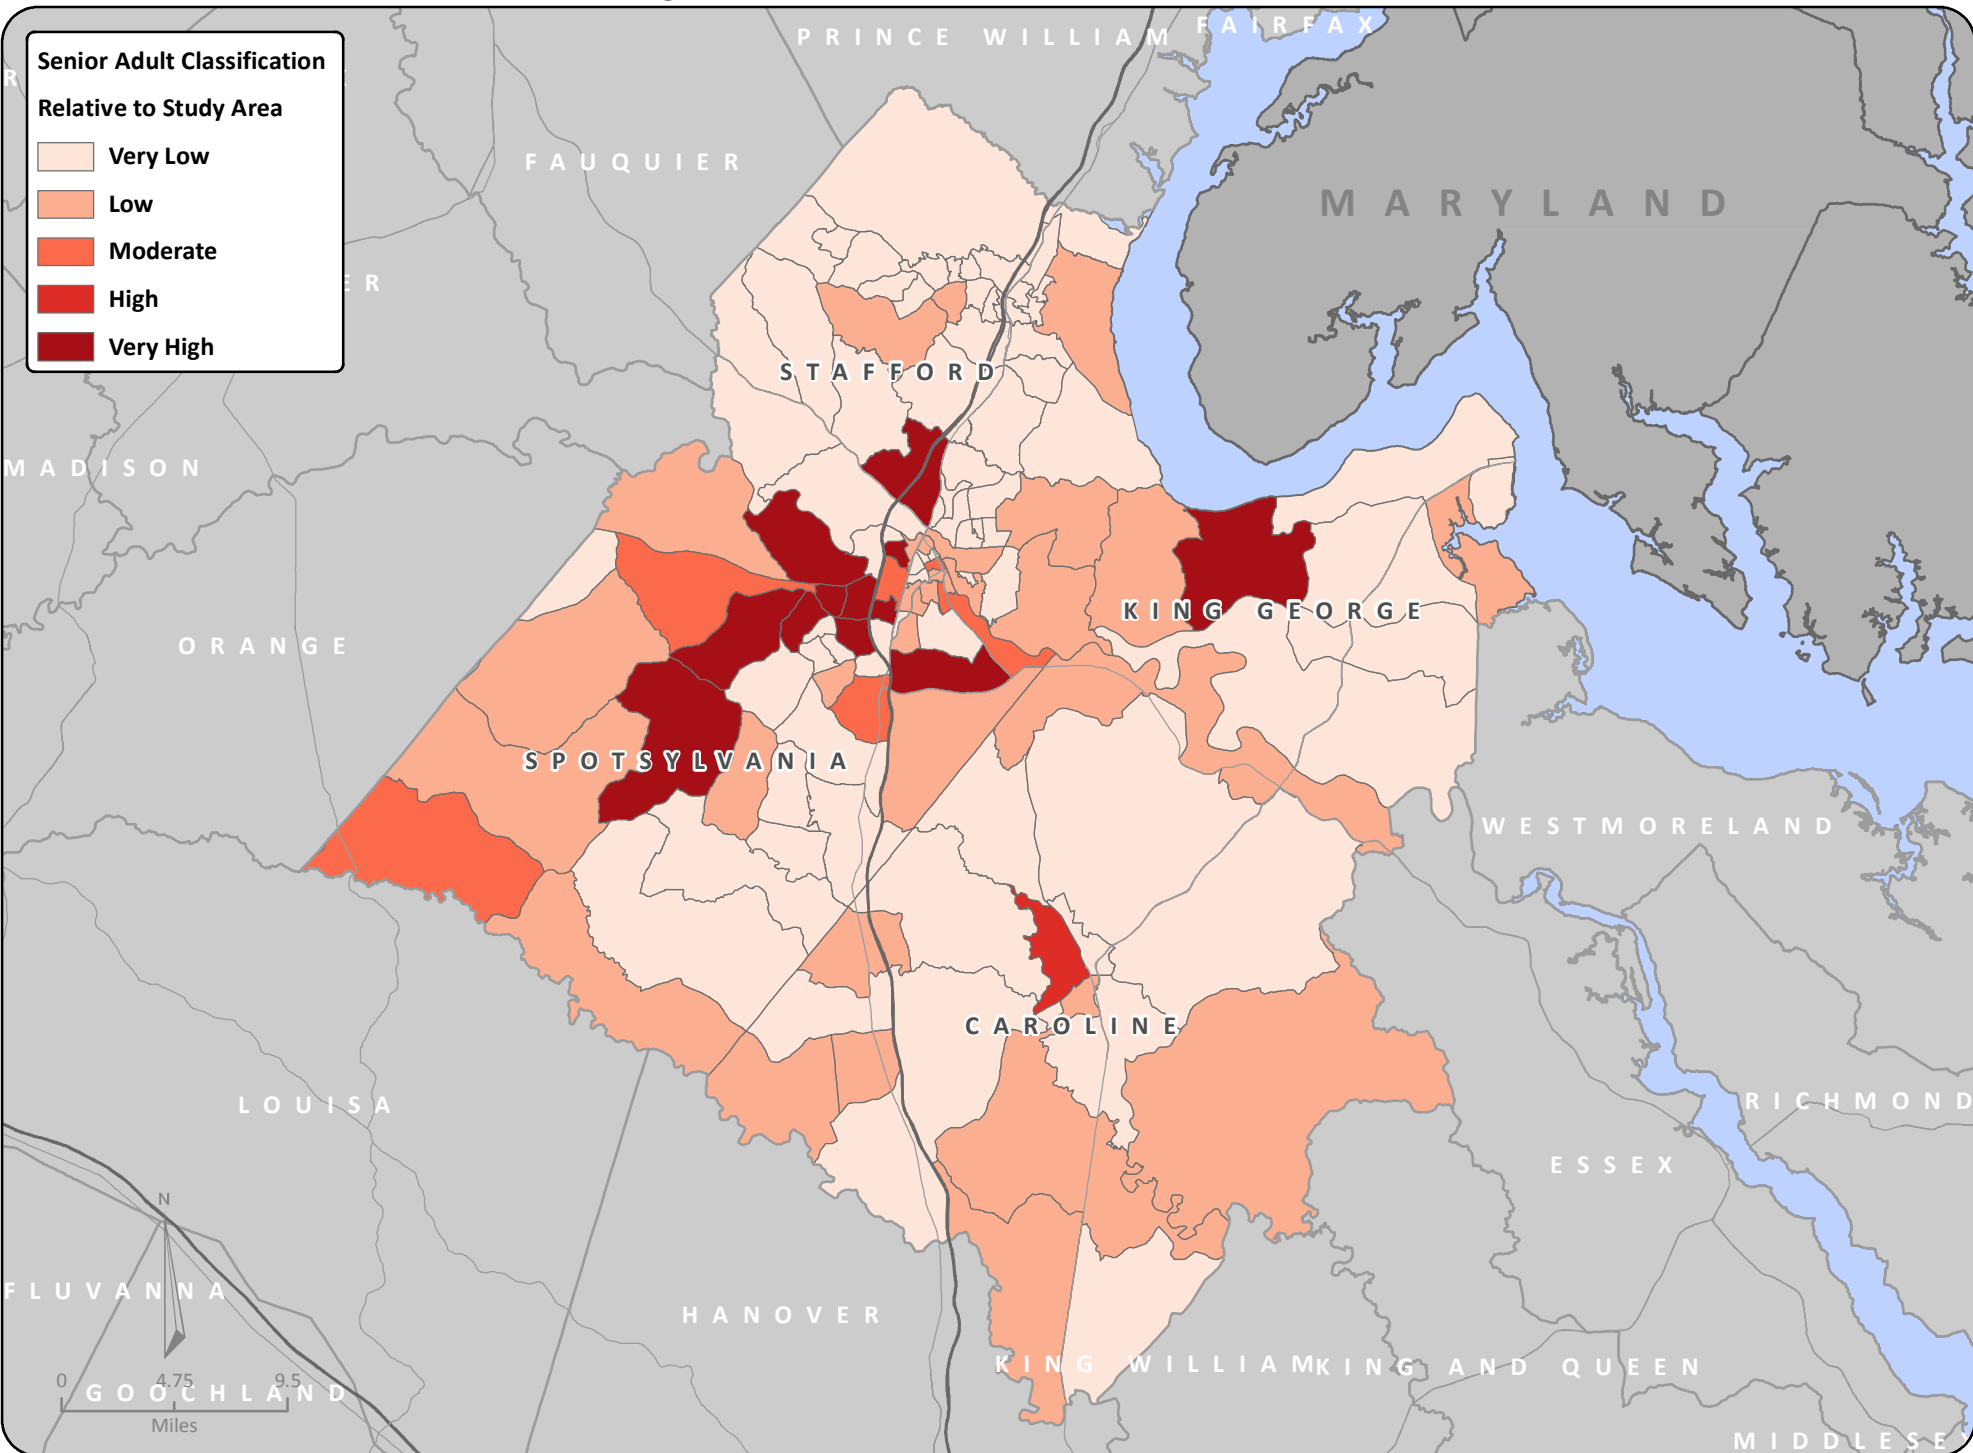 Senior Adult Classification
Relative to Study Area
Very Low
Low
Moderate
High
Very High
PRINCE WILLIAM
FAIRFAX
FAUQUIER
MARYLAND
ER
STAFFORD
MADISON
KING GEORGE
ORANGE
SPOTSYLVANIA
WESTMORELAND
CAROLINE
LOUISA
RICHMOND
ESSEX
N
FLUVANNA
HANOVER
KING WILLIAM
KING AND QUEEN
0 4.75 9.5
GOOCHLAND
Miles
MIDDLESE